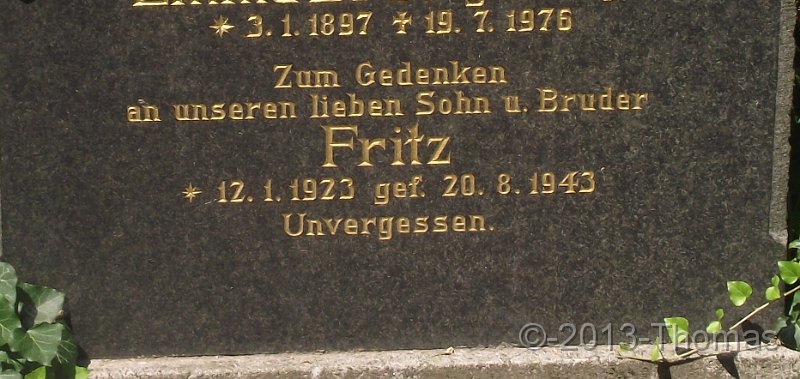 * 3. 1. 1897 ✝ 19. 7. 1976
Zum Gedenken
an unseren lieben Sohn u. Bruder
Fritz
* 12. 1. 1923 gef. 20. 8. 1943
Unvergessen.
©-2013-Thomas